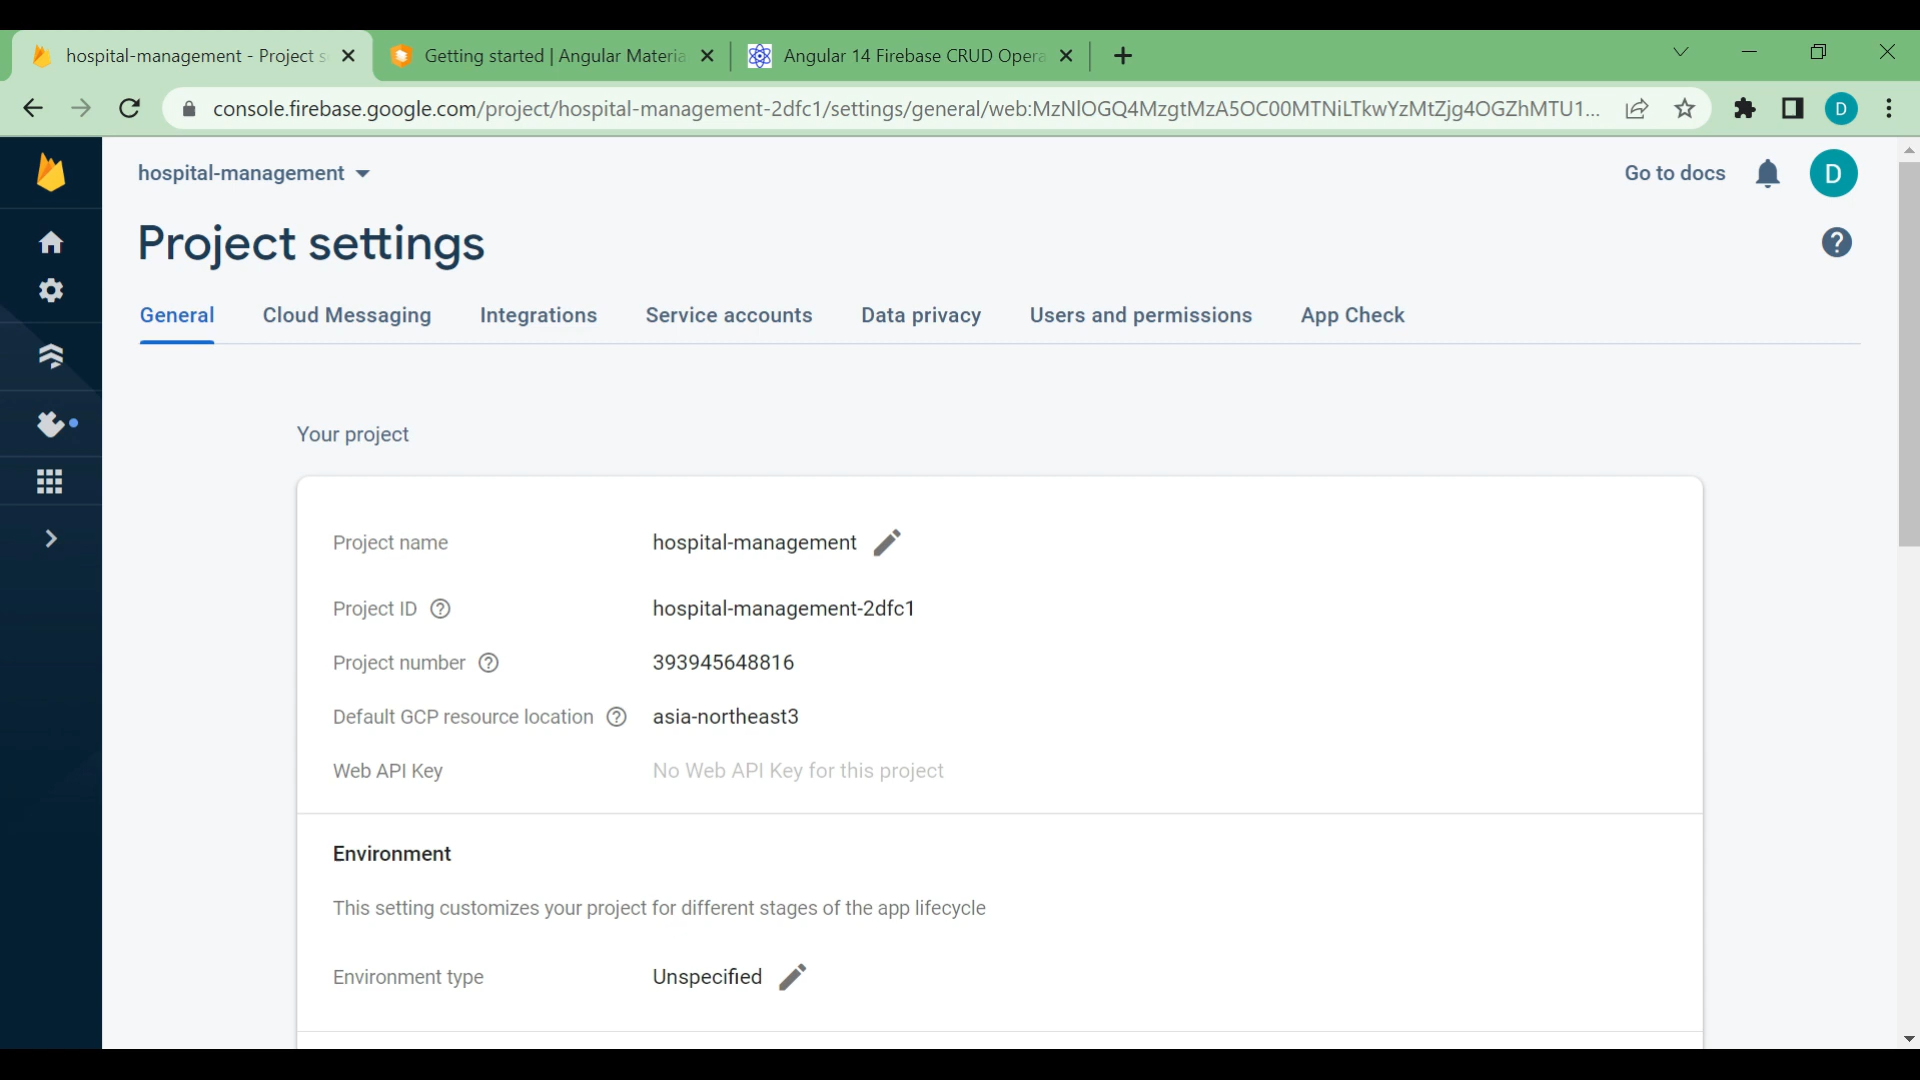 hospital-management - Project s
Getting started | Angular Materia
Angular 14 Firebase CRUD Opera
console.firebase.google.com/project/hospital-management-2dfc1/settings/general/web:MzNlOGQ4MzgtMzA5OC00MTNiLTkwYzMtZjg4OGZhMTU1...
D
hospital-management
Go to docs
D
Project settings
General
Cloud Messaging
Integrations
Service accounts
Data privacy
Users and permissions
App Check
Your project
Project name
hospital-management
Project ID
hospital-management-2dfc1
Project number
393945648816
Default GCP resource location
asia-northeast3
Web API Key
No Web API Key for this project
Environment
This setting customizes your project for different stages of the app lifecycle
Environment type
Unspecified